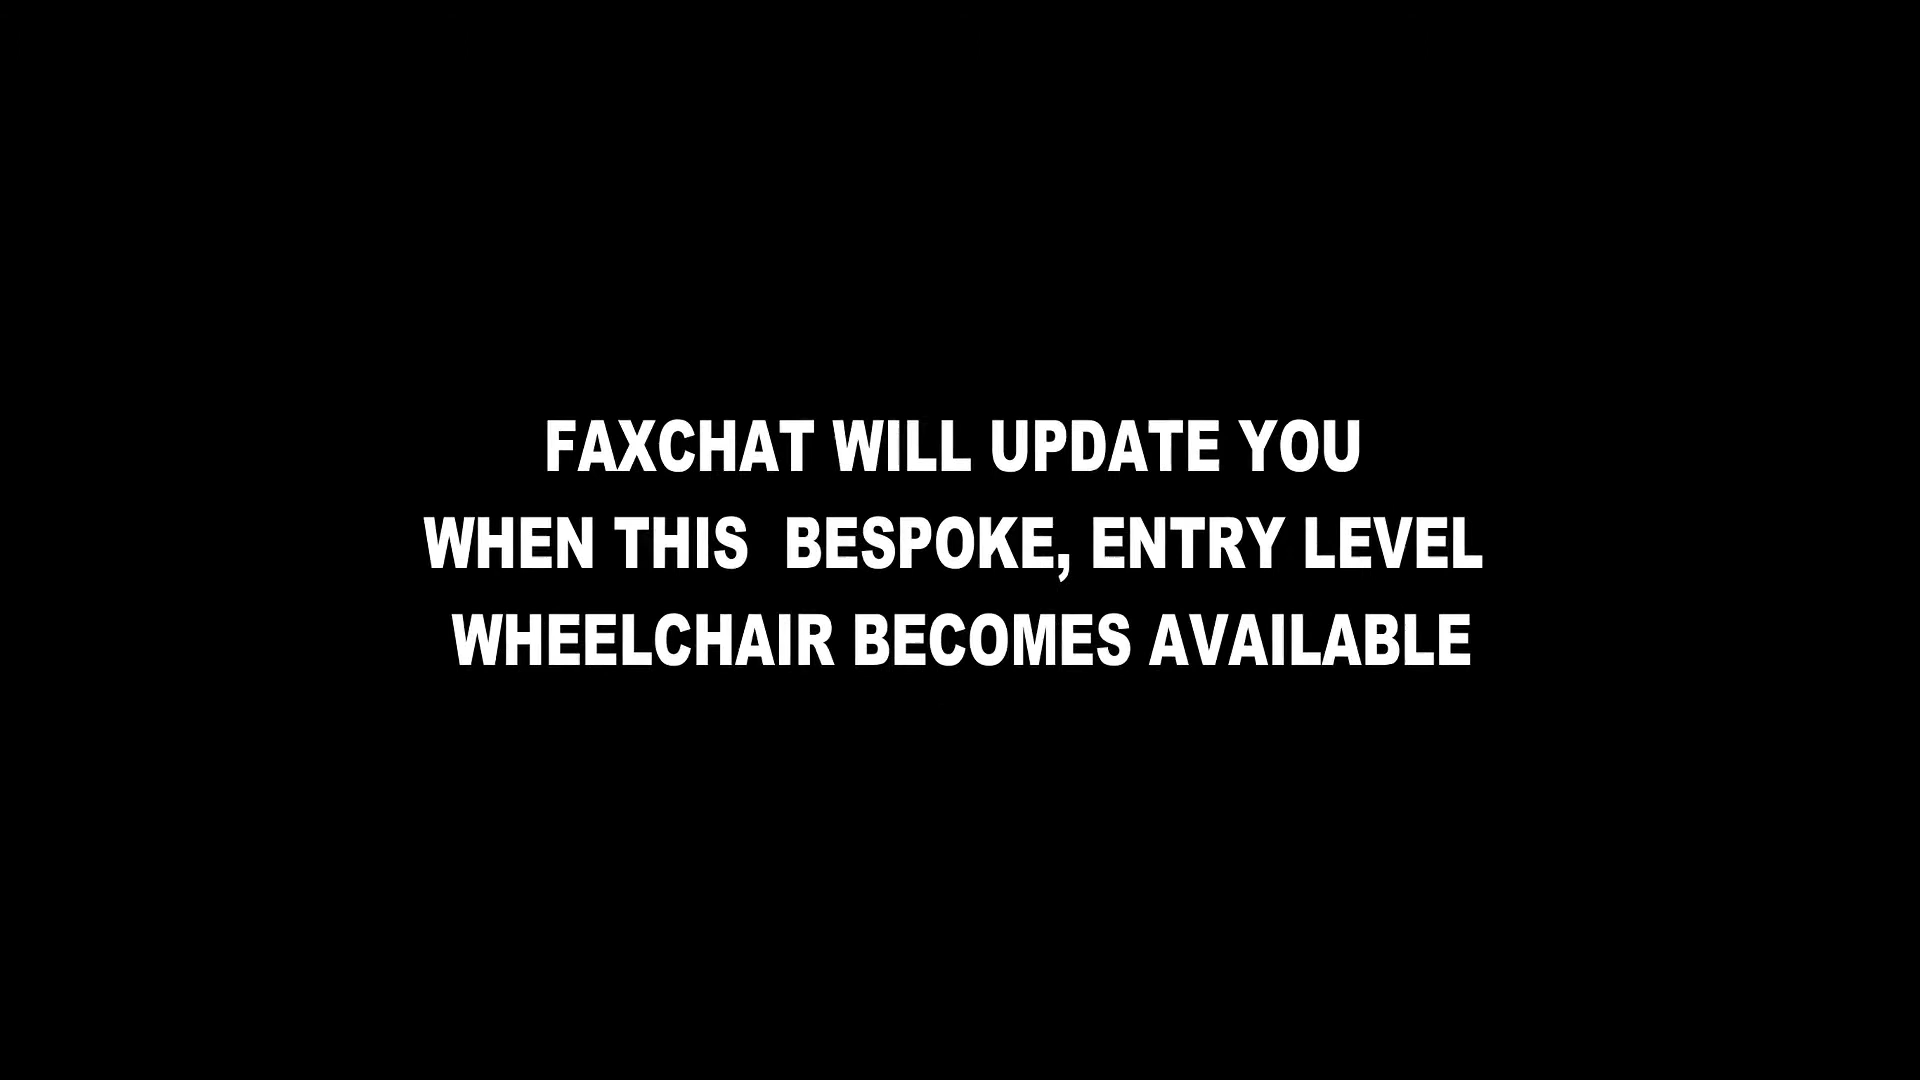 FAXCHAT WILL UPDATE YOU
WHEN THIS  BESPOKE, ENTRY LEVEL
WHEELCHAIR BECOMES AVAILABLE